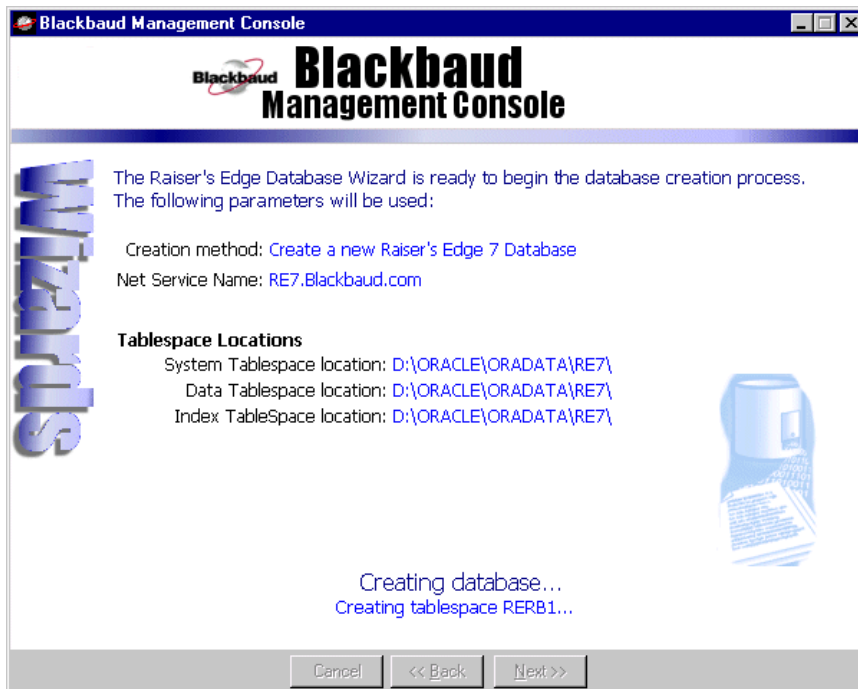 Blackbaud Management Console
Blackbaud Blackbaud
Management Console
Wizards
The Raiser's Edge Database Wizard is ready to begin the database creation process.
The following parameters will be used:
Creation method: Create a new Raiser's Edge 7 Database
Net Service Name: RE7.Blackbaud.com
Tablespace Locations
System Tablespace location: D:\ORACLE\ORADATA\RE7\
Data Tablespace location: D:\ORACLE\ORADATA\RE7\
Index TableSpace location: D:\ORACLE\ORADATA\RE7\
Creating database...
Creating tablespace RERB1...
Cancel << Back Next >>